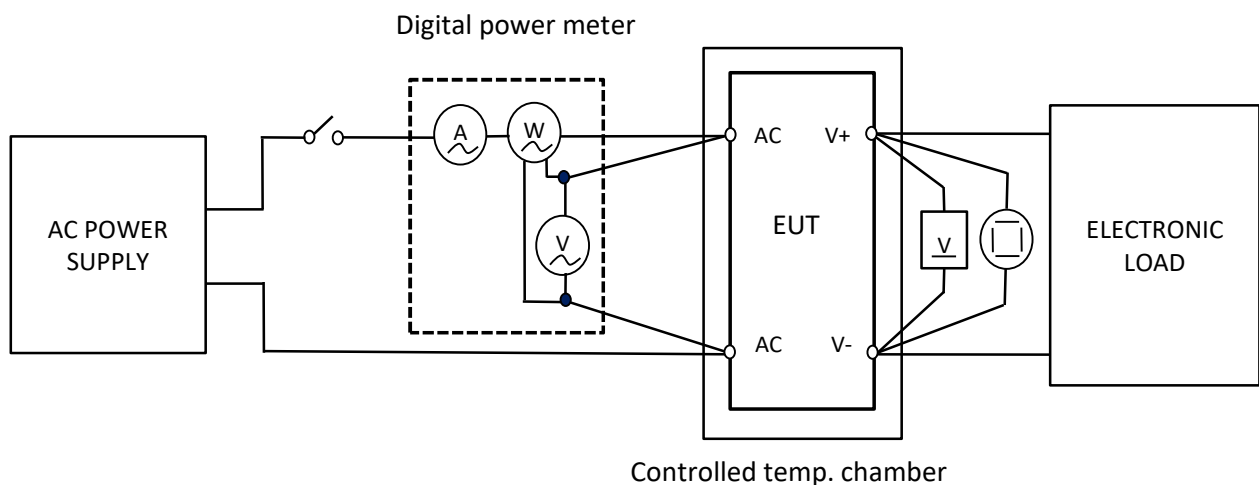 Digital power meter
A
W
AC
V+
AC POWER
SUPPLY
V
EUT
V
ELECTRONIC
LOAD
AC
V-
Controlled temp. chamber